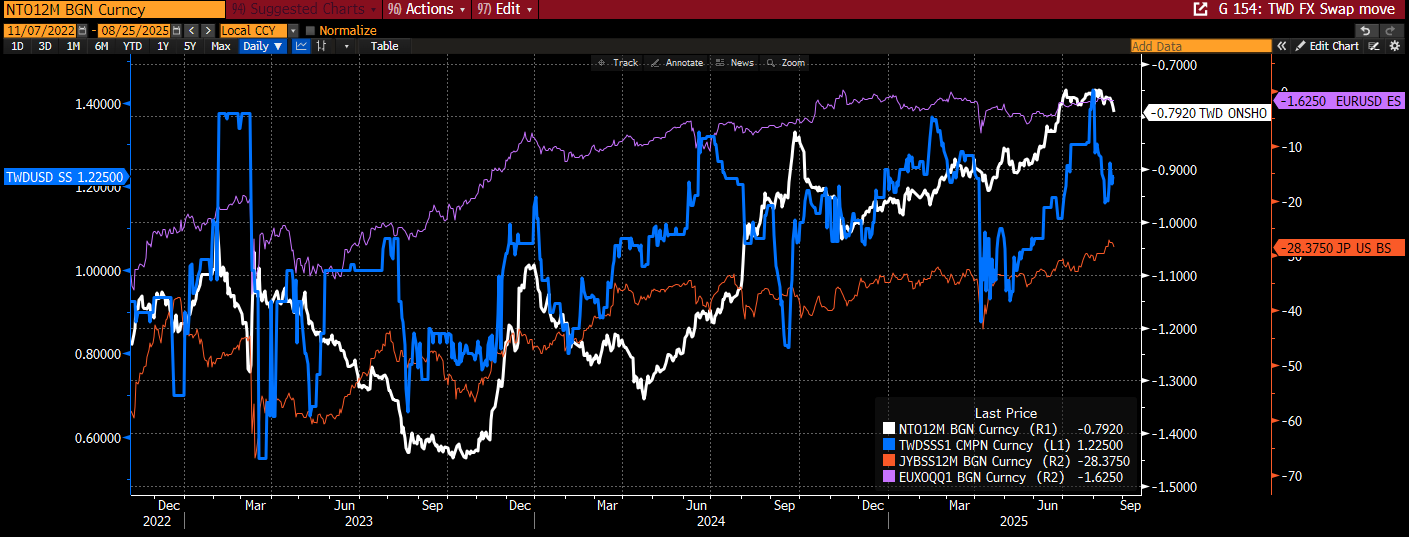 NTO12M BGN Curncy 94) Suggested Charts 96) Actions 97) Edit G 154: TWD FX Swap move
11/07/2022 - 08/25/2025 < > Local CCY Normalize
1D 3D 1M 6M YTD 1Y 5Y Max Daily ▼ Table Add Data « Edit Chart
Track Annotate News Zoom
-0.7000
1.40000 0
-1.6250 EURUSD ES
-0.7920 TWD ONSHO
-10
-0.9000
TWDUSD SS 1.22500
1.20000
-20
-1.0000
-28.3750 JP US BS
-30
1.00000
-1.1000
-40
-1.2000
0.80000
-50
-1.3000
Last Price
NTO12M BGN Curncy (R1) -0.7920
-60
0.60000
-1.4000
TWDSSS1 CMPN Curncy (L1) 1.22500
JYBSS12M BGN Curncy (R2) -28.3750
EUXOQQ1 BGN Curncy (R2) -1.6250
-70
-1.5000
Dec Mar Jun Sep Dec Mar Jun Sep Dec Mar Jun Sep
2022 2023 2024 2025